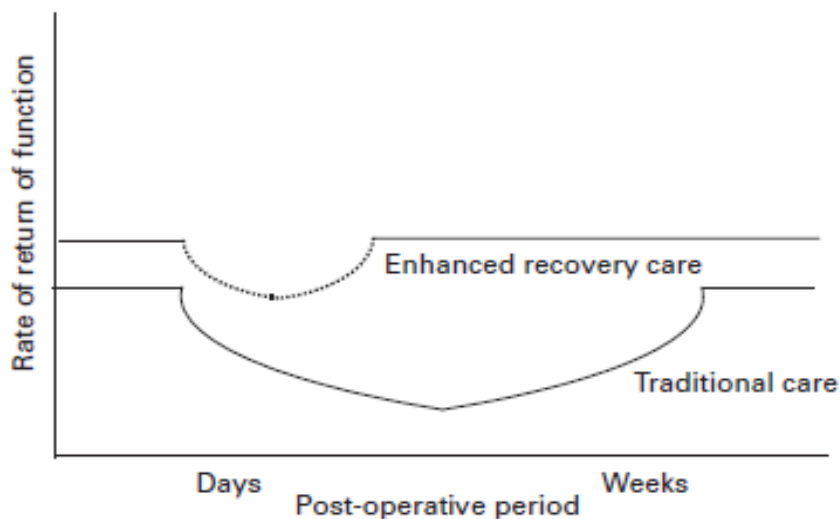 Rate of return of function
Enhanced recovery care
Traditional care
Days
Weeks
Post-operative period